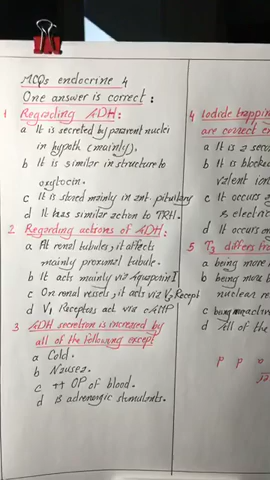 MCQs endocrine 4
One answer is correct:
1 Regrading ADH:
a It is secreted by paravent nuclei
in hypoth (mainly).
b It is similar in structure to
oxytocin.
c It is stored mainly in ant. pituitary
d It has similar action to TRH.
2 Regarding actions of ADH:
a At renal tubules, it affects
mainly proximal tubule.
b It acts mainly via Aquaporin I
c On renal vessels, it acts via V2 Recept
d V1 Receptors act via cAMP
3 ADH secretion is increased by
all of the following except
a Cold.
b Nausea.
c ++ OP of blood.
d B adrenergic stimulants.
4 Iodide trappin
are correct e
a It is 2
b It is block
valent ion
c It occurs
is electri
d It occurs
5 T3 differs fro
a being more
b being more
nuclear re
c being
d All of the